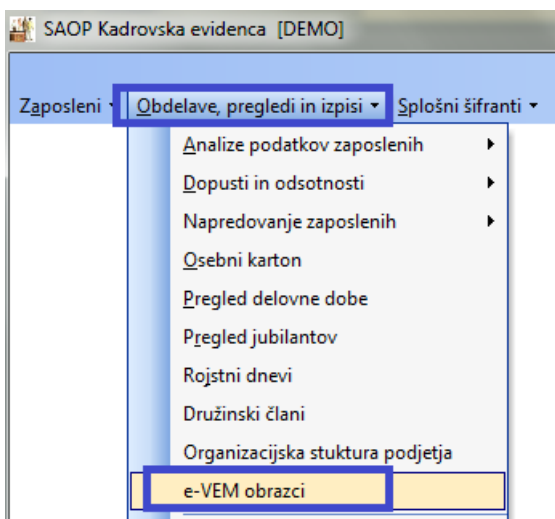 SAOP Kadrovska evidenca [DEMO]
Zaposleni Obdelave, pregledi in izpisi Splošni šifranti
Analize podatkov zaposlenih
Dopusti in odsotnosti
Napredovanje zaposlenih
Osebni karton
Pregled delovne dobe
Pregled jubilantov
Rojstni dnevi
Družinski člani
Organizacijska stuktura podjetja
e-VEM obrazci